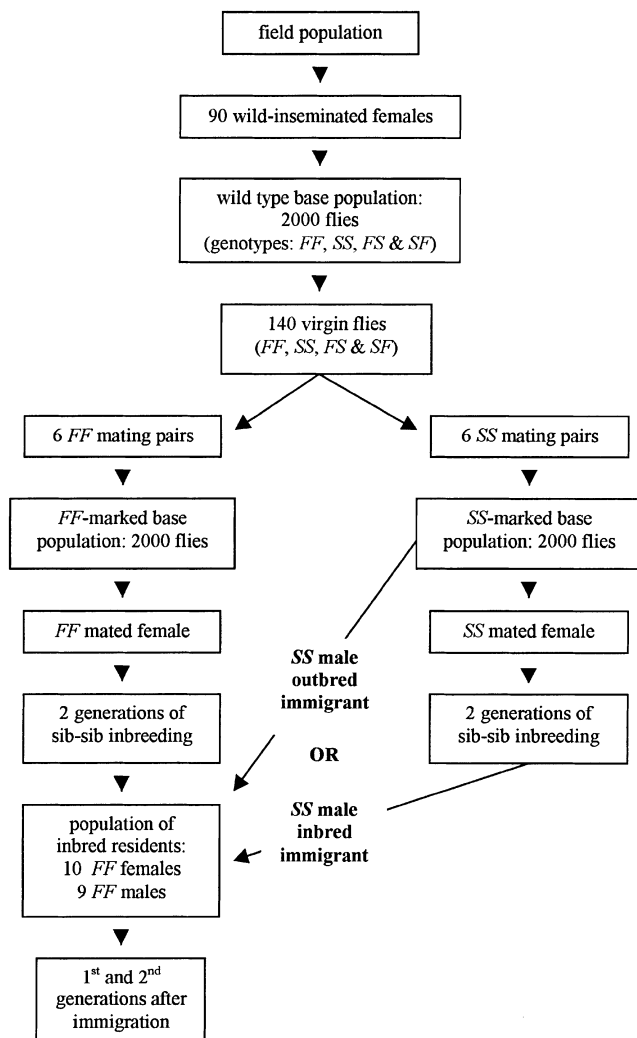 field population
90 wild-inseminated females
wild type base population:
2000 flies
(genotypes: FF, SS, FS & SF)
140 virgin flies
(FF, SS, FS & SF)
6 FF mating pairs
6 SS mating pairs
FF-marked base
population: 2000 flies
SS-marked base
population: 2000 flies
FF mated female
SS mated female
SS male
outbred
immigrant
2 generations of
sib-sib inbreeding
2 generations of
sib-sib inbreeding
OR
SS male
inbred
immigrant
population of
inbred residents:
10 FF females
9 FF males
1st and 2nd
generations after
immigration